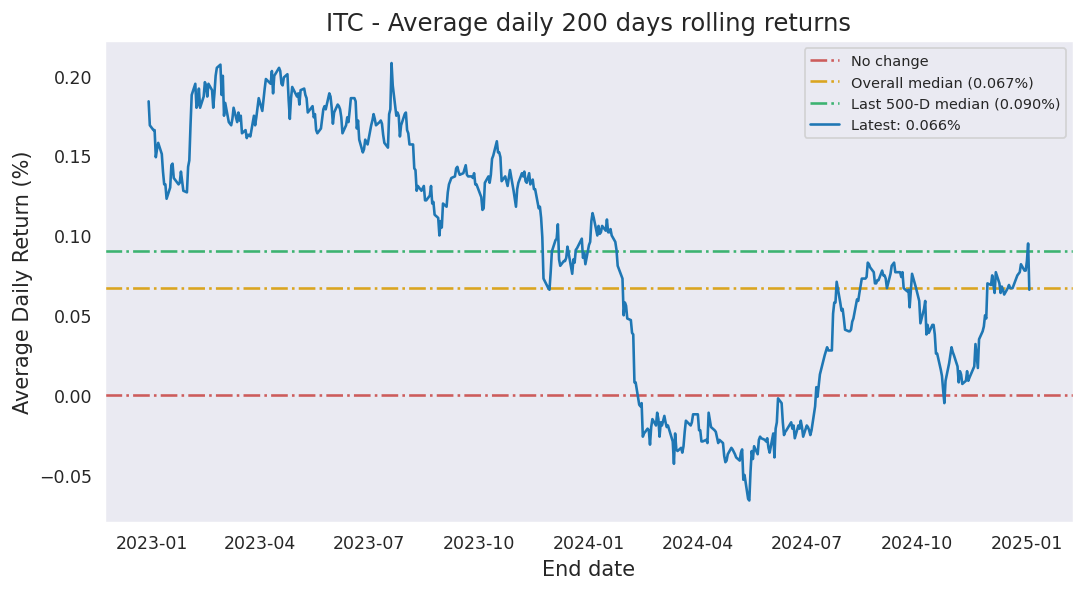 ITC - Average daily 200 days rolling returns
No change
Overall median (0.067%)
Last 500-D median (0.090%)
Latest: 0.066%
Average Daily Return (%)
0.20
0.15
0.10
0.05
0.00
−0.05
2023-01 2023-04 2023-07 2023-10 2024-01 2024-04 2024-07 2024-10 2025-01
End date